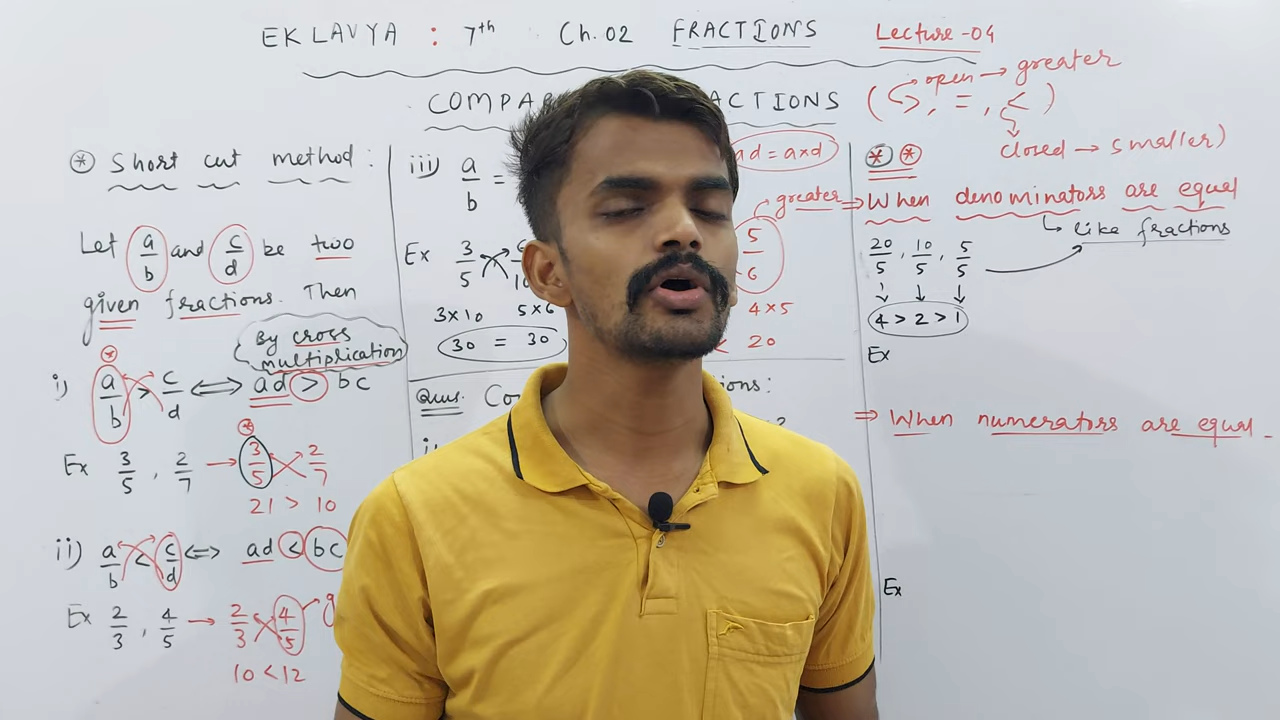 EKLAVYA : 7th Ch. 02 FRACTIONS Lecture -04
ACTIONS ( >, =, < )
open → greater
closed → smaller)
* Short cut method :
Let a/b and c/d be two
given fractions. Then
By cross
multiplication
i) a/b > c/d ⟺ ad > bc
Ex 3/5 , 2/7 → 3/5 2/7
21 > 10
ii) a/b < c/d ⟺ ad < bc
Ex 2/3 , 4/5 → 2/3 4/5
10 < 12
iii) a/b =
= axd
Ex 3/5
3×10 5×6
30 = 30
greater
5/6
4×5
< 20
Ques.
* *
⇒ When denominators are equal
↳ like fractions
20/5 , 10/5 , 5/5
4 > 2 > 1
Ex
⇒ When numerators are equal
Ex